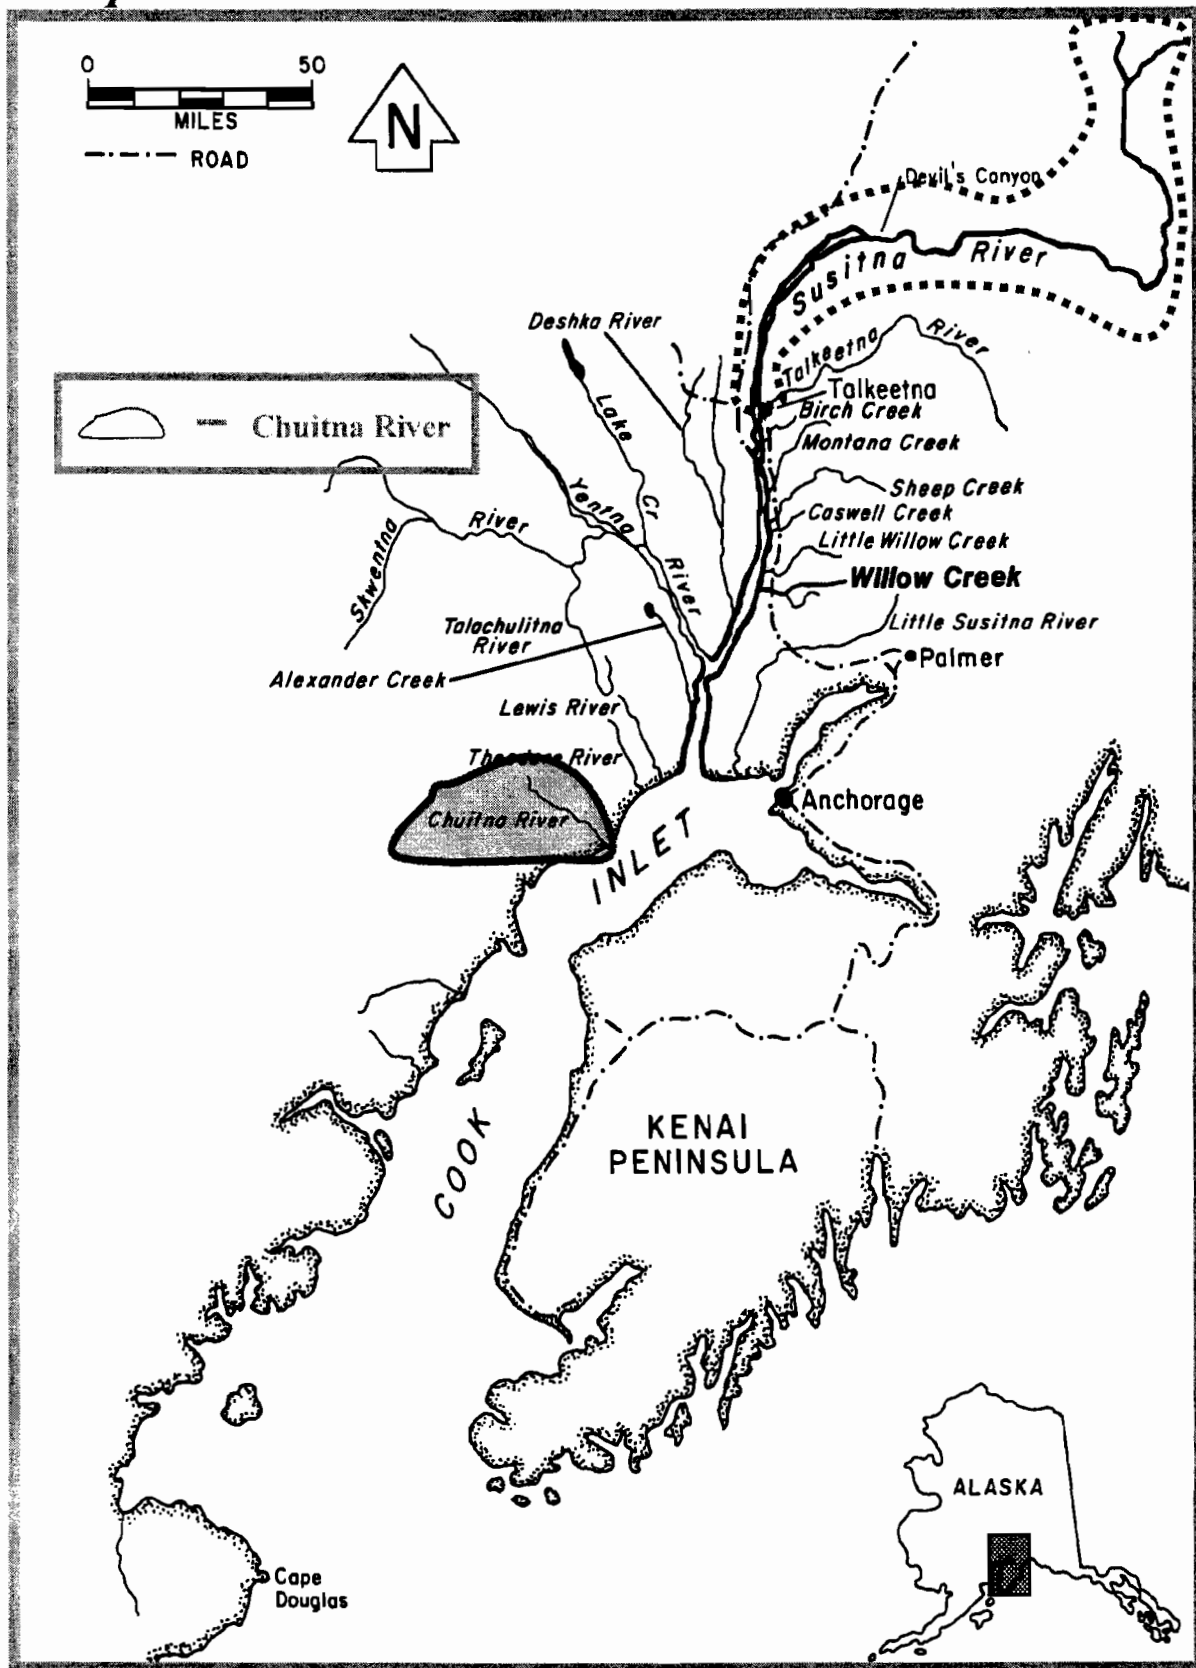 0 50
MILES
ROAD
N
Devil's Canyon
Susitna River
Deshka River
Talkeetna River
Talkeetna
Birch Creek
Chuitna River
Lake Cr
Montana Creek
Sheep Creek
Yentna River
Caswell Creek
Skwentna River
Little Willow Creek
Willow Creek
Talachulitna
River
Little Susitna River
Palmer
Alexander Creek
Lewis River
Theodore River
Anchorage
Chuitna River
COOK INLET
KENAI
PENINSULA
ALASKA
Cape
Douglas